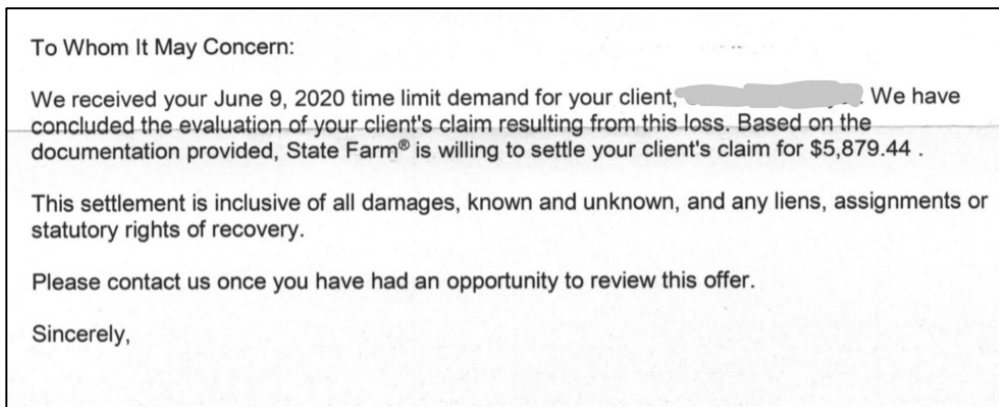 To Whom It May Concern:
We received your June 9, 2020 time limit demand for your client, . We have
concluded the evaluation of your client's claim resulting from this loss. Based on the
documentation provided, State Farm® is willing to settle your client's claim for $5,879.44 .
This settlement is inclusive of all damages, known and unknown, and any liens, assignments or
statutory rights of recovery.
Please contact us once you have had an opportunity to review this offer.
Sincerely,